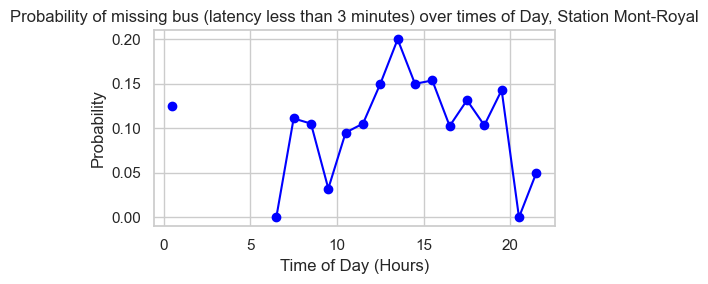 Probability of missing bus (latency less than 3 minutes) over times of Day, Station Mont-Royal
0.20
0.15
0.10
0.05
0.00
Probability
0 5 10 15 20
Time of Day (Hours)